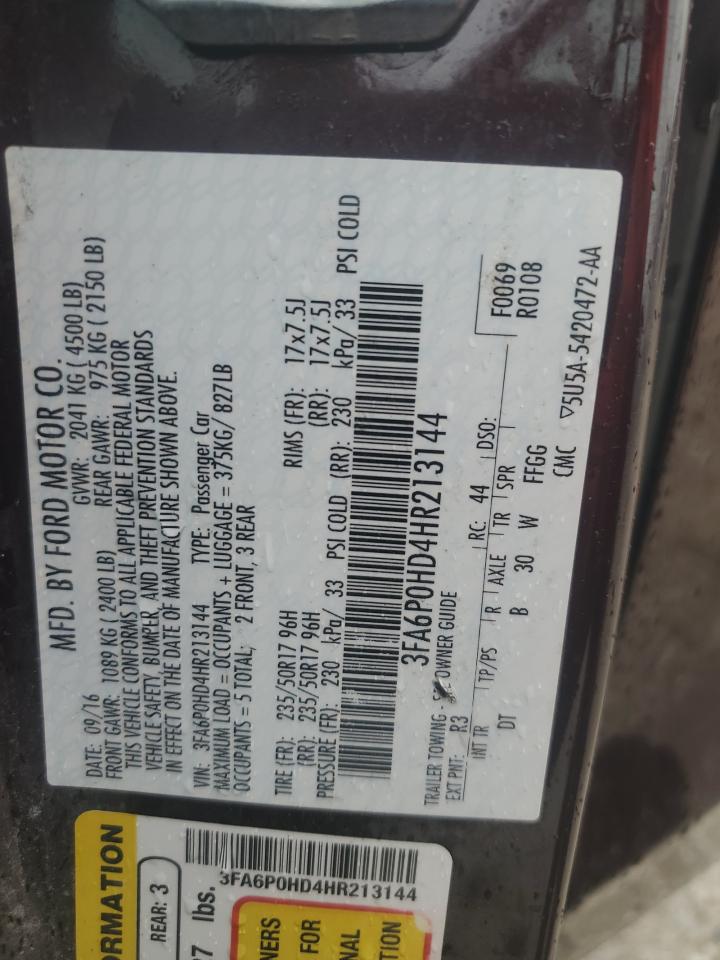 MFD. BY FORD MOTOR CO.
DATE: 09/16 GVWR: 2041 KG ( 4500 LB)
FRONT GAWR: 1089 KG ( 2400 LB) REAR GAWR: 975 KG ( 2150 LB)
THIS VEHICLE CONFORMS TO ALL APPLICABLE FEDERAL MOTOR
VEHICLE SAFETY, BUMPER, AND THEFT PREVENTION STANDARDS
IN EFFECT ON THE DATE OF MANUFACTURE SHOWN ABOVE.
VIN: 3FA6P0HD4HR213144 TYPE: Passenger Car
MAXIMUM LOAD = OCCUPANTS + LUGGAGE = 375KG/ 827LB
OCCUPANTS = 5 TOTAL; 2 FRONT, 3 REAR
TIRE (FR): 235/50R17 96H RIMS (FR): 17x7.5J
(RR): 235/50R17 96H (RR): 17x7.5J
PRESSURE (FR): 230 kPa/ 33 PSI COLD (RR): 230 kPa/ 33 PSI COLD
3FA6P0HD4HR213144
TRAILER TOWING - OWNER GUIDE
EXT PNT: R3 RC: 44 DSO: F0069
R0108
INT TR TP/PS R AXLE TR SPR
DT B 30 W FFGG
CMC ▽5U5A-5420472-AA
ORMATION
REAR: 3
lbs.
3FA6P0HD4HR213144
NERS
FOR
NAL
TION